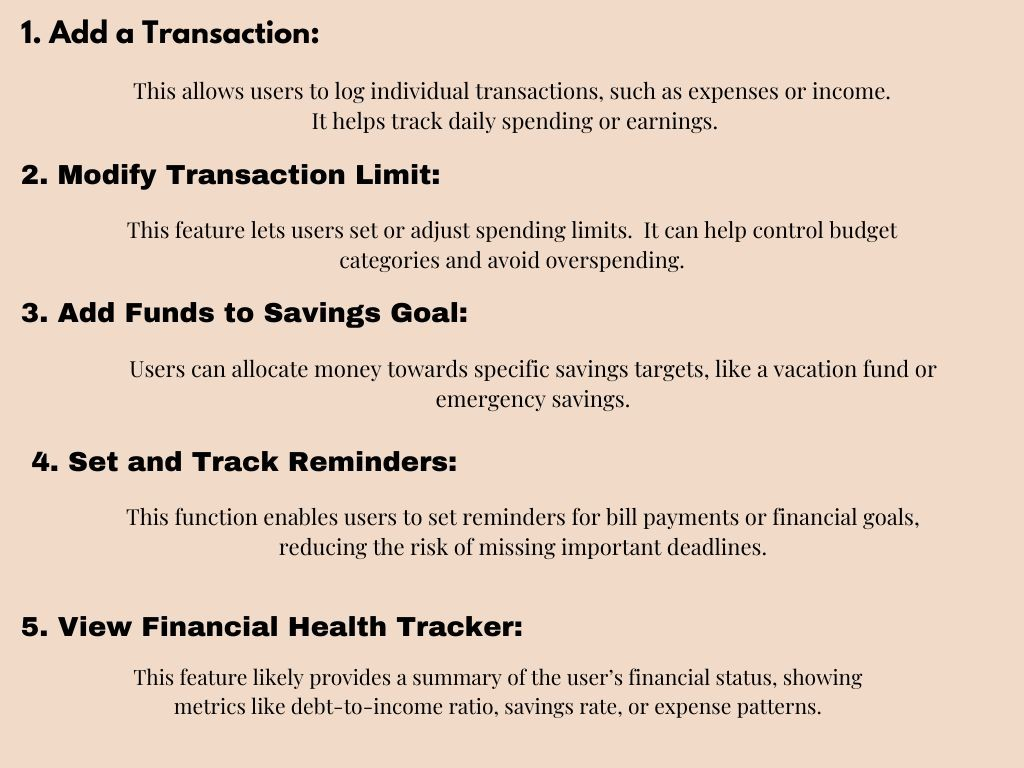 1. Add a Transaction:
This allows users to log individual transactions, such as expenses or income.
It helps track daily spending or earnings.
2. Modify Transaction Limit:
This feature lets users set or adjust spending limits.  It can help control budget
categories and avoid overspending.
3. Add Funds to Savings Goal:
Users can allocate money towards specific savings targets, like a vacation fund or
emergency savings.
4. Set and Track Reminders:
This function enables users to set reminders for bill payments or financial goals,
reducing the risk of missing important deadlines.
5. View Financial Health Tracker:
This feature likely provides a summary of the user’s financial status, showing
metrics like debt-to-income ratio, savings rate, or expense patterns.